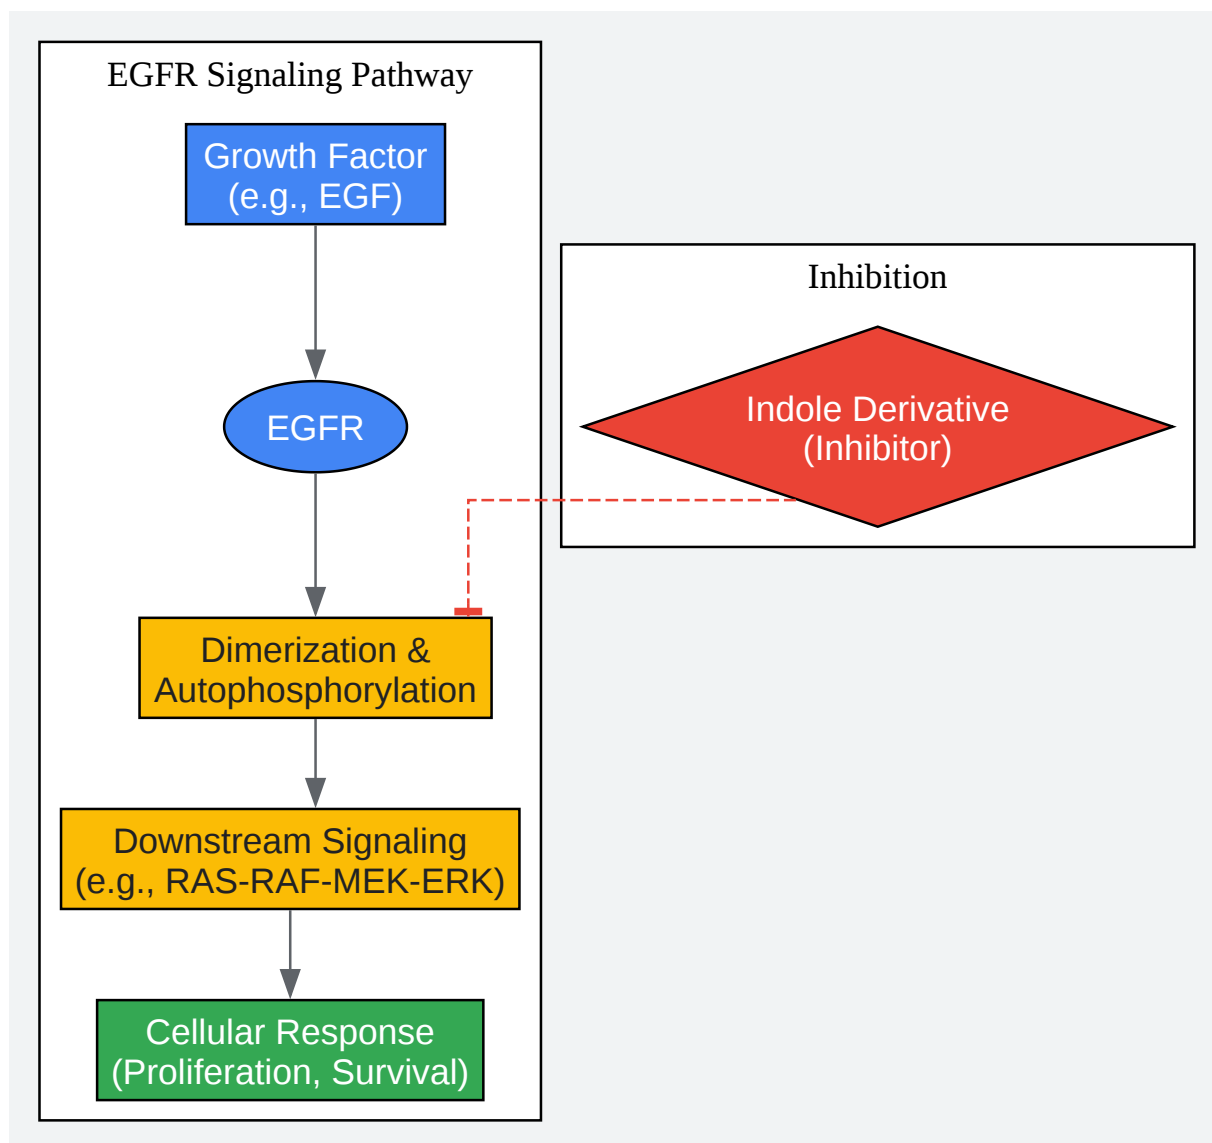 EGFR Signaling Pathway
Growth Factor
(e.g., EGF)
EGFR
Dimerization &
Autophosphorylation
Downstream Signaling
(e.g., RAS-RAF-MEK-ERK)
Cellular Response
(Proliferation, Survival)
Inhibition
Indole Derivative
(Inhibitor)